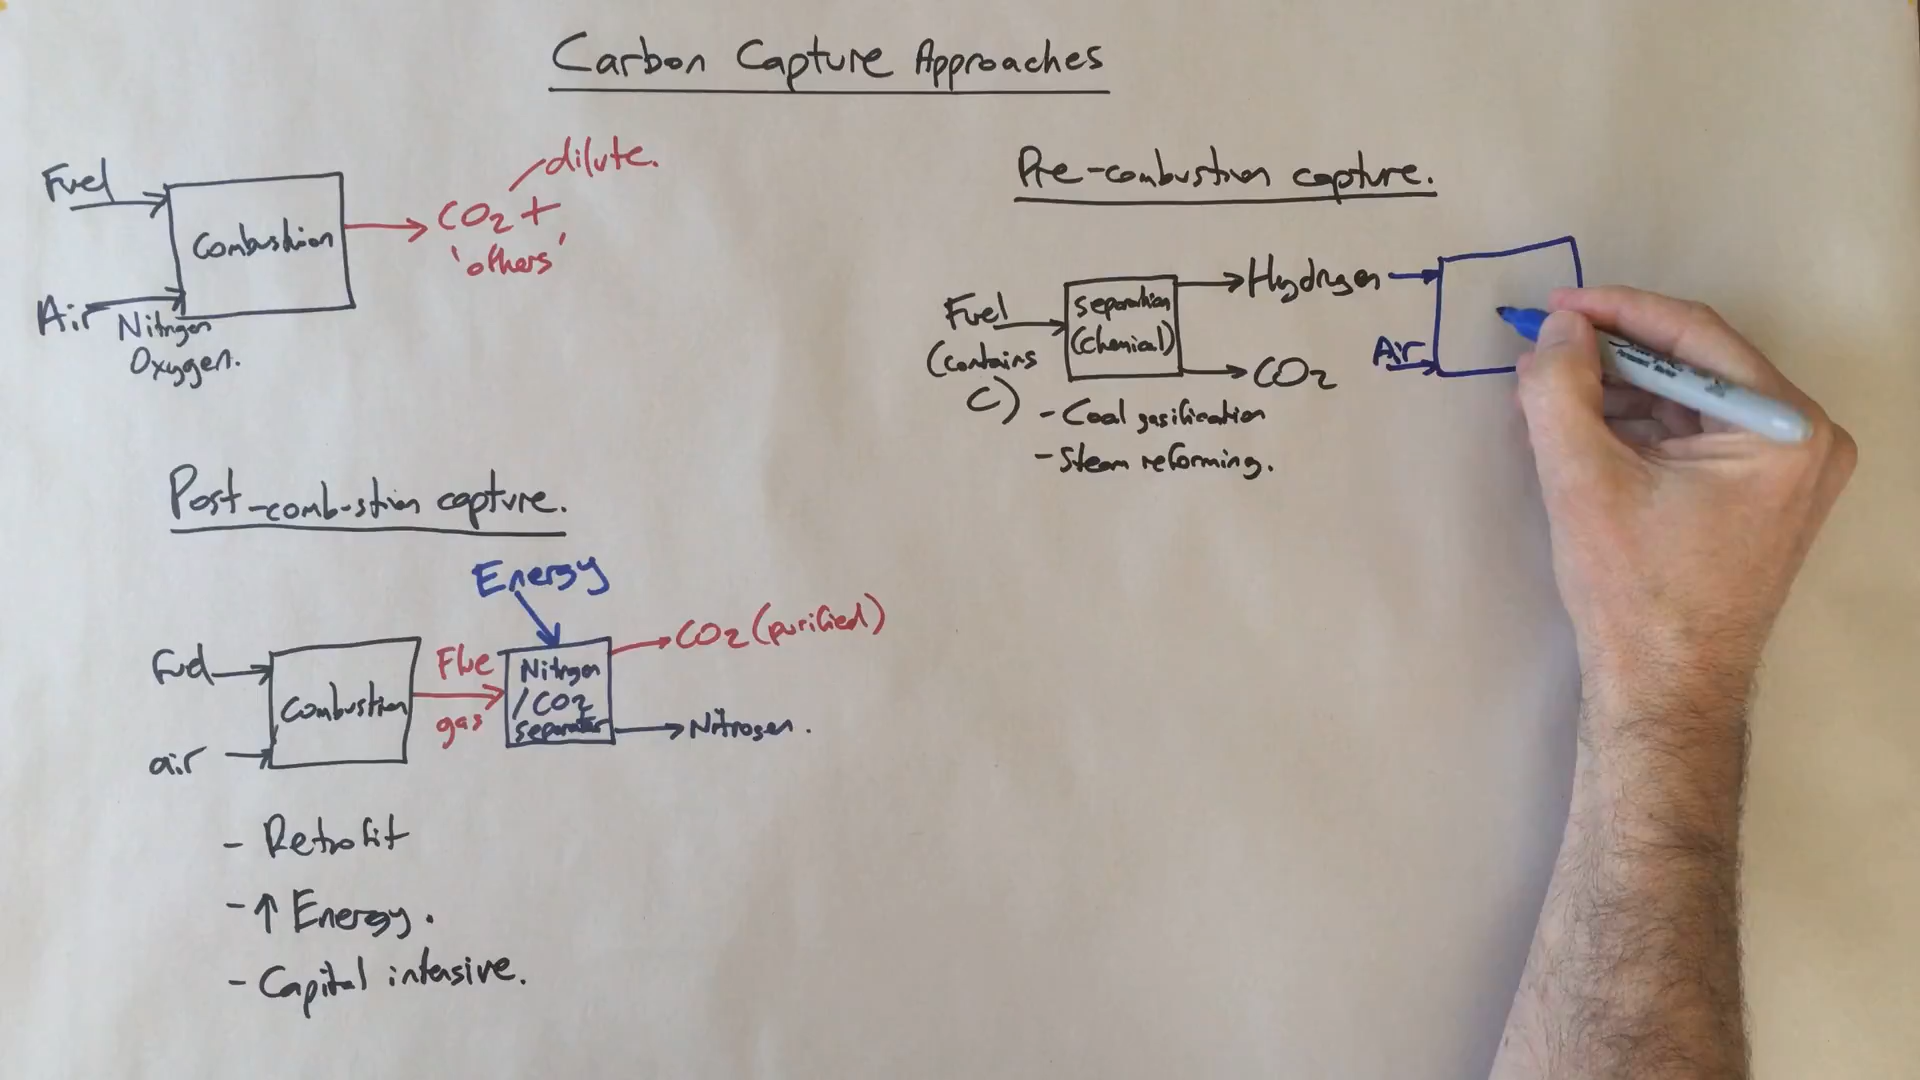 Carbon Capture Approaches
Fuel
Air
Nitrogen
Oxygen.
Combustion
CO2 +
'others'
dilute.
Post-combustion capture.
Energy
Fuel
air
Combustion
Flue
gas
Nitrogen
/CO2
Separator
CO2 (purified)
Nitrogen.
- Retrofit
- ↑ Energy.
- Capital intensive.
Pre-combustion capture.
Fuel
(contains
C)
Separation
(chemical)
Hydrogen
CO2
Air
- Coal gasification
- Steam reforming.